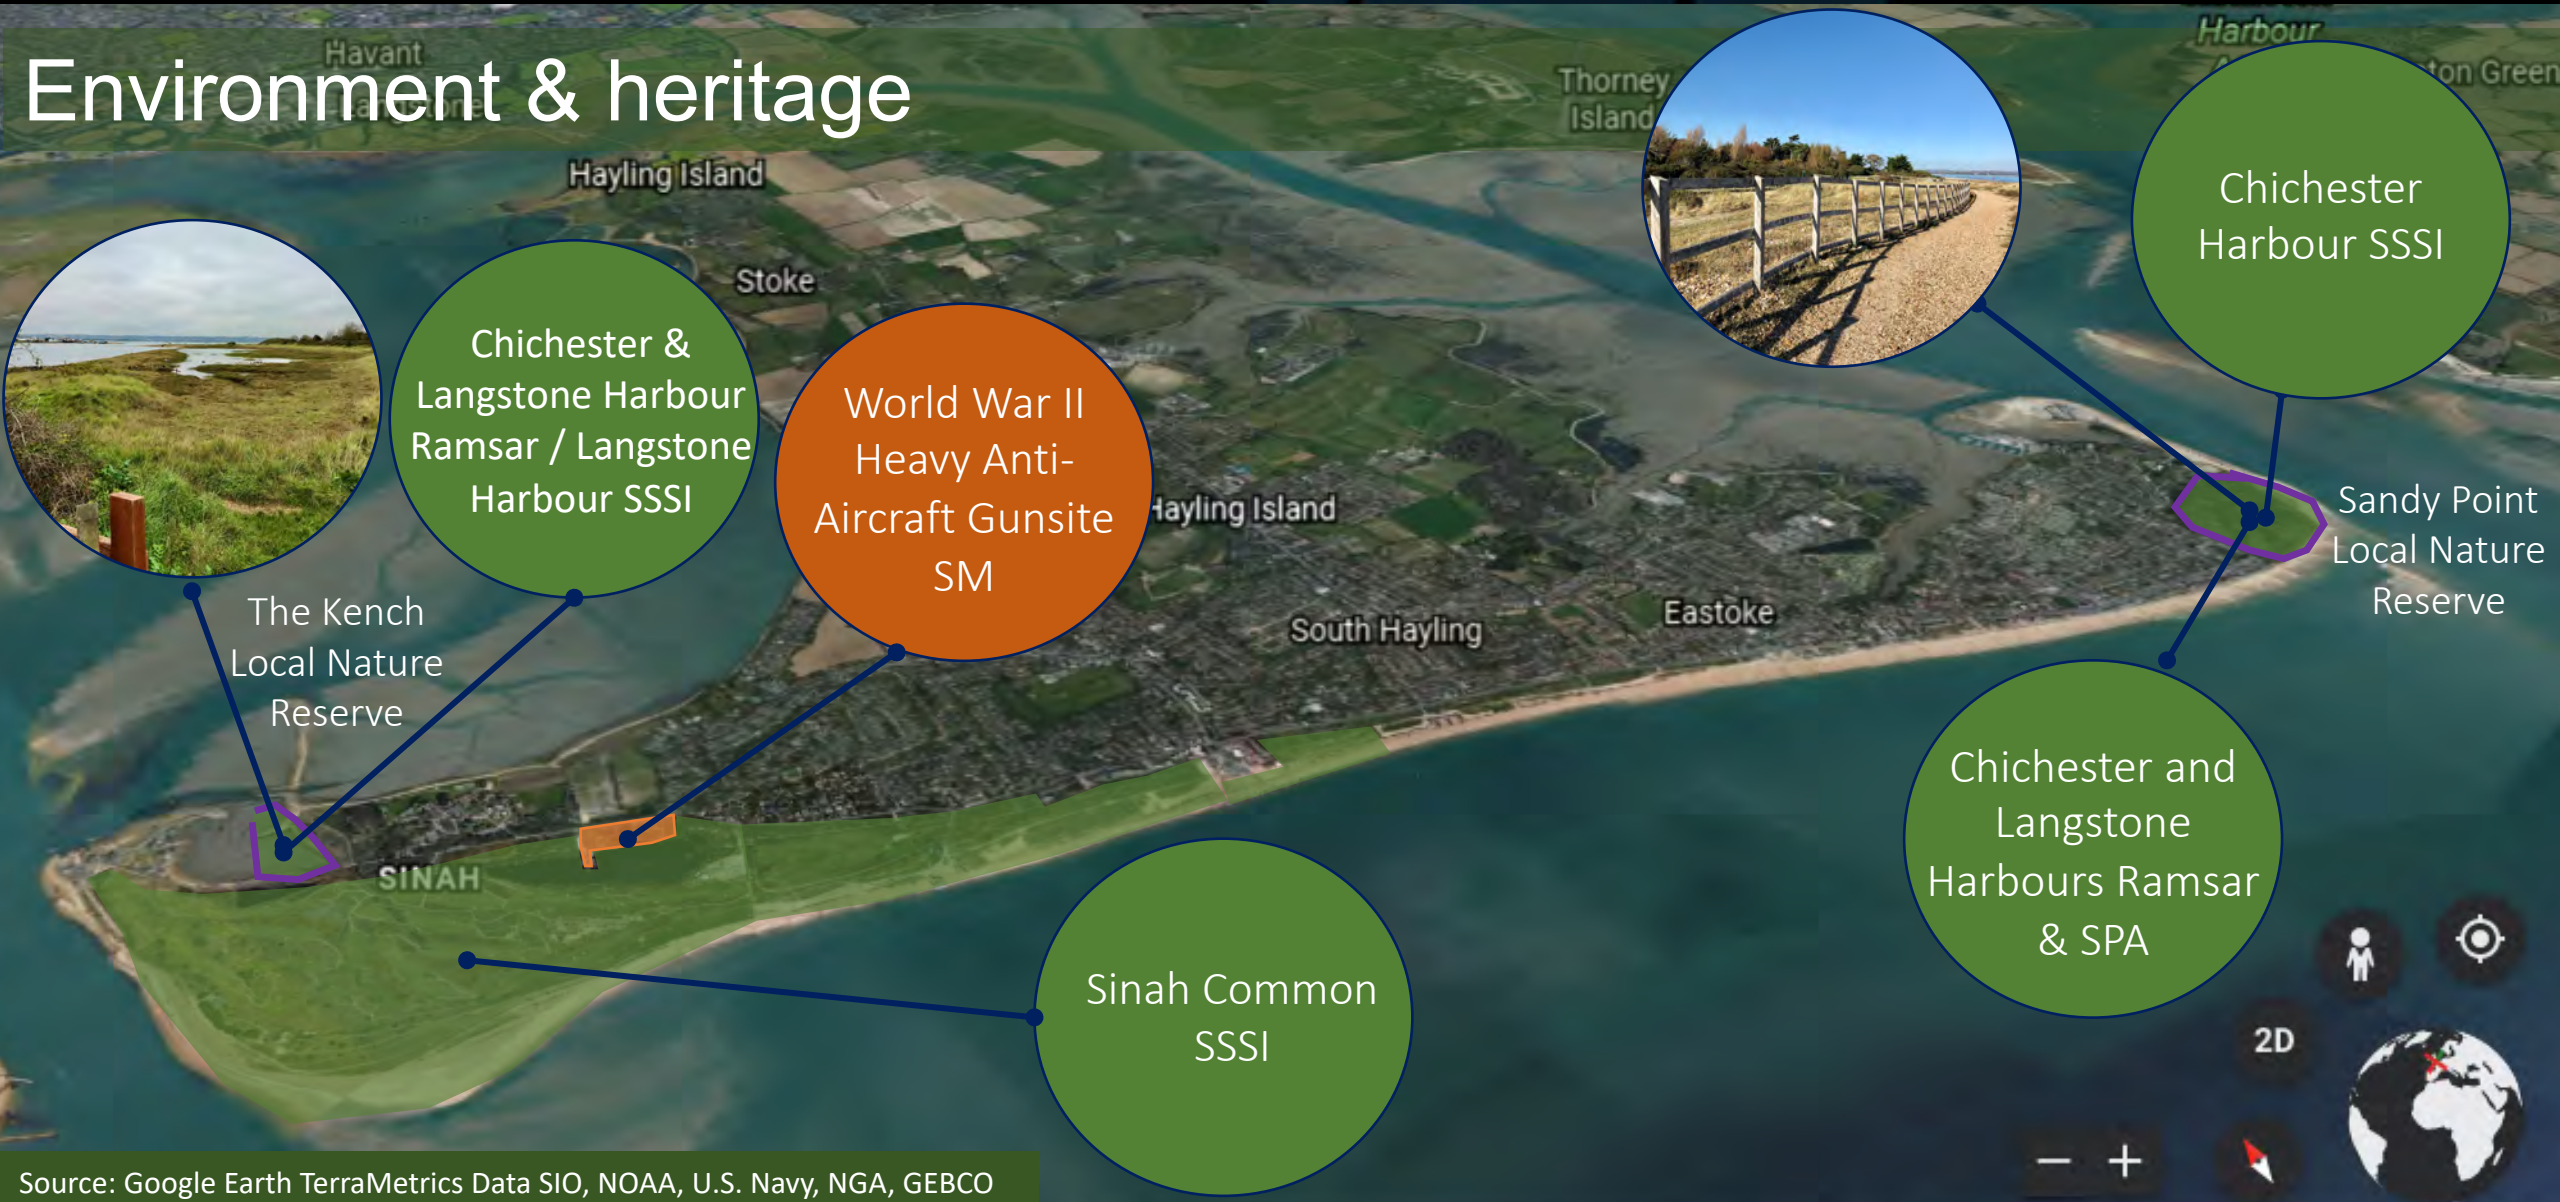 Environment & heritage
Havant
Langstone
Hayling Island
Stoke
Thorney
Island
Harbour
ton Green
Chichester
Harbour SSSI
Chichester &
Langstone Harbour
Ramsar / Langstone
Harbour SSSI
World War II
Heavy Anti-
Aircraft Gunsite
SM
Hayling Island
South Hayling
Eastoke
Sandy Point
Local Nature
Reserve
The Kench
Local Nature
Reserve
SINAH
Chichester and
Langstone
Harbours Ramsar
& SPA
Sinah Common
SSSI
2D
Source: Google Earth TerraMetrics Data SIO, NOAA, U.S. Navy, NGA, GEBCO